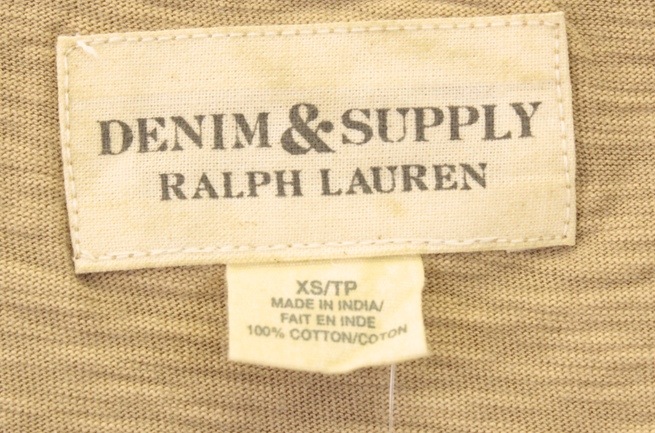 DENIM & SUPPLY
RALPH LAUREN
XS/TP
MADE IN INDIA/
FAIT EN INDE
100% COTTON/COTON